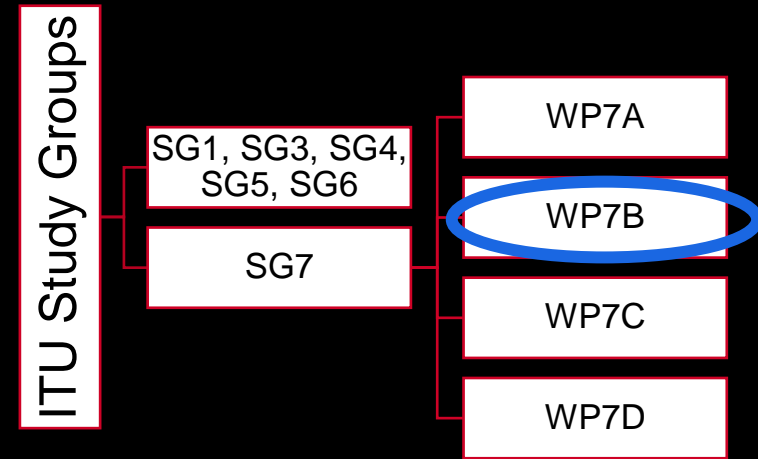 ITU Study Groups
SG1, SG3, SG4,
SG5, SG6
SG7
WP7A
WP7B
WP7C
WP7D